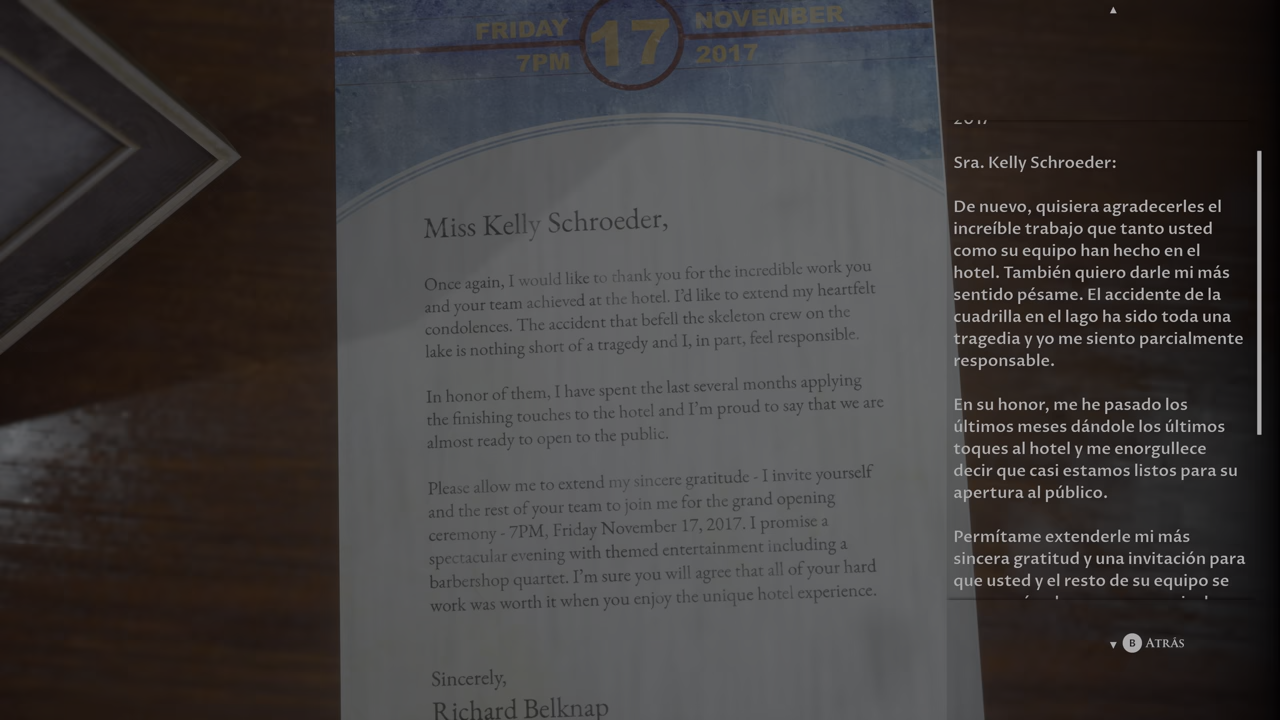 FRIDAY 17 NOVEMBER
7PM 2017
Miss Kelly Schroeder,
Once again, I would like to thank you for the incredible work you
and your team achieved at the hotel. I'd like to extend my heartfelt
condolences. The accident that befell the skeleton crew on the
lake is nothing short of a tragedy and I, in part, feel responsible.
In honor of them, I have spent the last several months applying
the finishing touches to the hotel and I'm proud to say that we are
almost ready to open to the public.
Please allow me to extend my sincere gratitude - I invite yourself
and the rest of your team to join me for the grand opening
ceremony - 7PM, Friday November 17, 2017. I promise a
spectacular evening with themed entertainment including a
barbershop quartet. I'm sure you will agree that all of your hard
work was worth it when you enjoy the unique hotel experience.
Sincerely,
Richard Belknap
2017
Sra. Kelly Schroeder:
De nuevo, quisiera agradecerles el
increíble trabajo que tanto usted
como su equipo han hecho en el
hotel. También quiero darle mi más
sentido pésame. El accidente de la
cuadrilla en el lago ha sido toda una
tragedia y yo me siento parcialmente
responsable.
En su honor, me he pasado los
últimos meses dándole los últimos
toques al hotel y me enorgullece
decir que casi estamos listos para su
apertura al público.
Permítame extenderle mi más
sincera gratitud y una invitación para
que usted y el resto de su equipo se
B ATRÁS